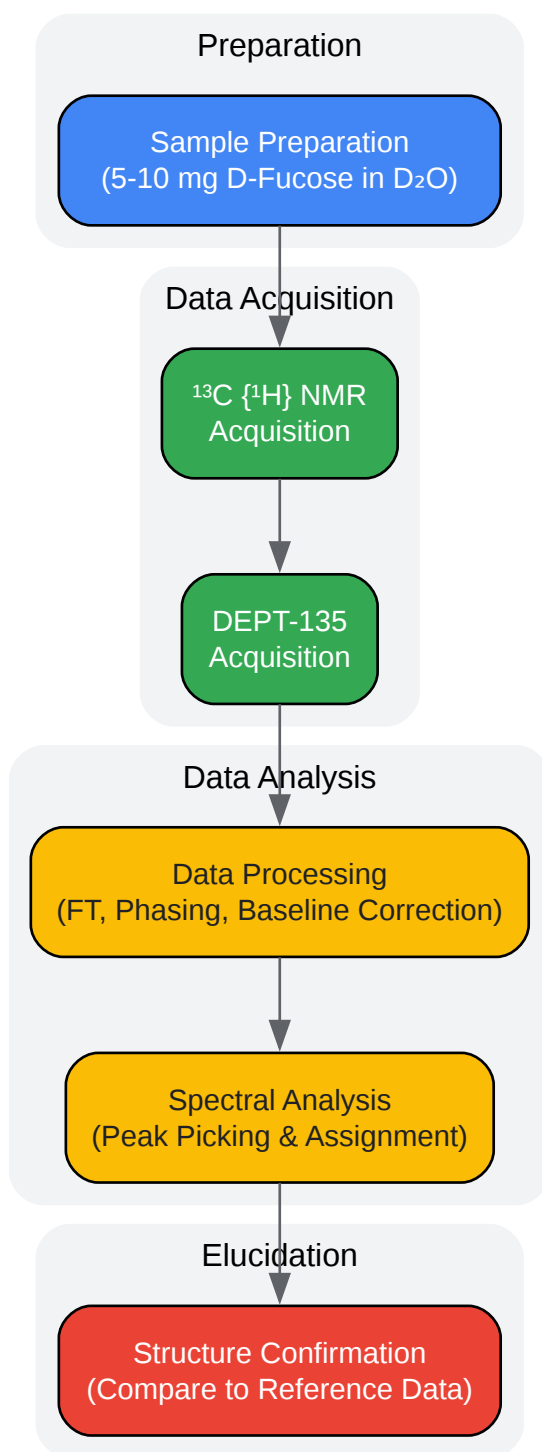 Preparation
Sample Preparation
(5-10 mg D-Fucose in D₂O)
Data Acquisition
¹³C {¹H} NMR
Acquisition
DEPT-135
Acquisition
Data Analysis
Data Processing
(FT, Phasing, Baseline Correction)
Spectral Analysis
(Peak Picking & Assignment)
Elucidation
Structure Confirmation
(Compare to Reference Data)